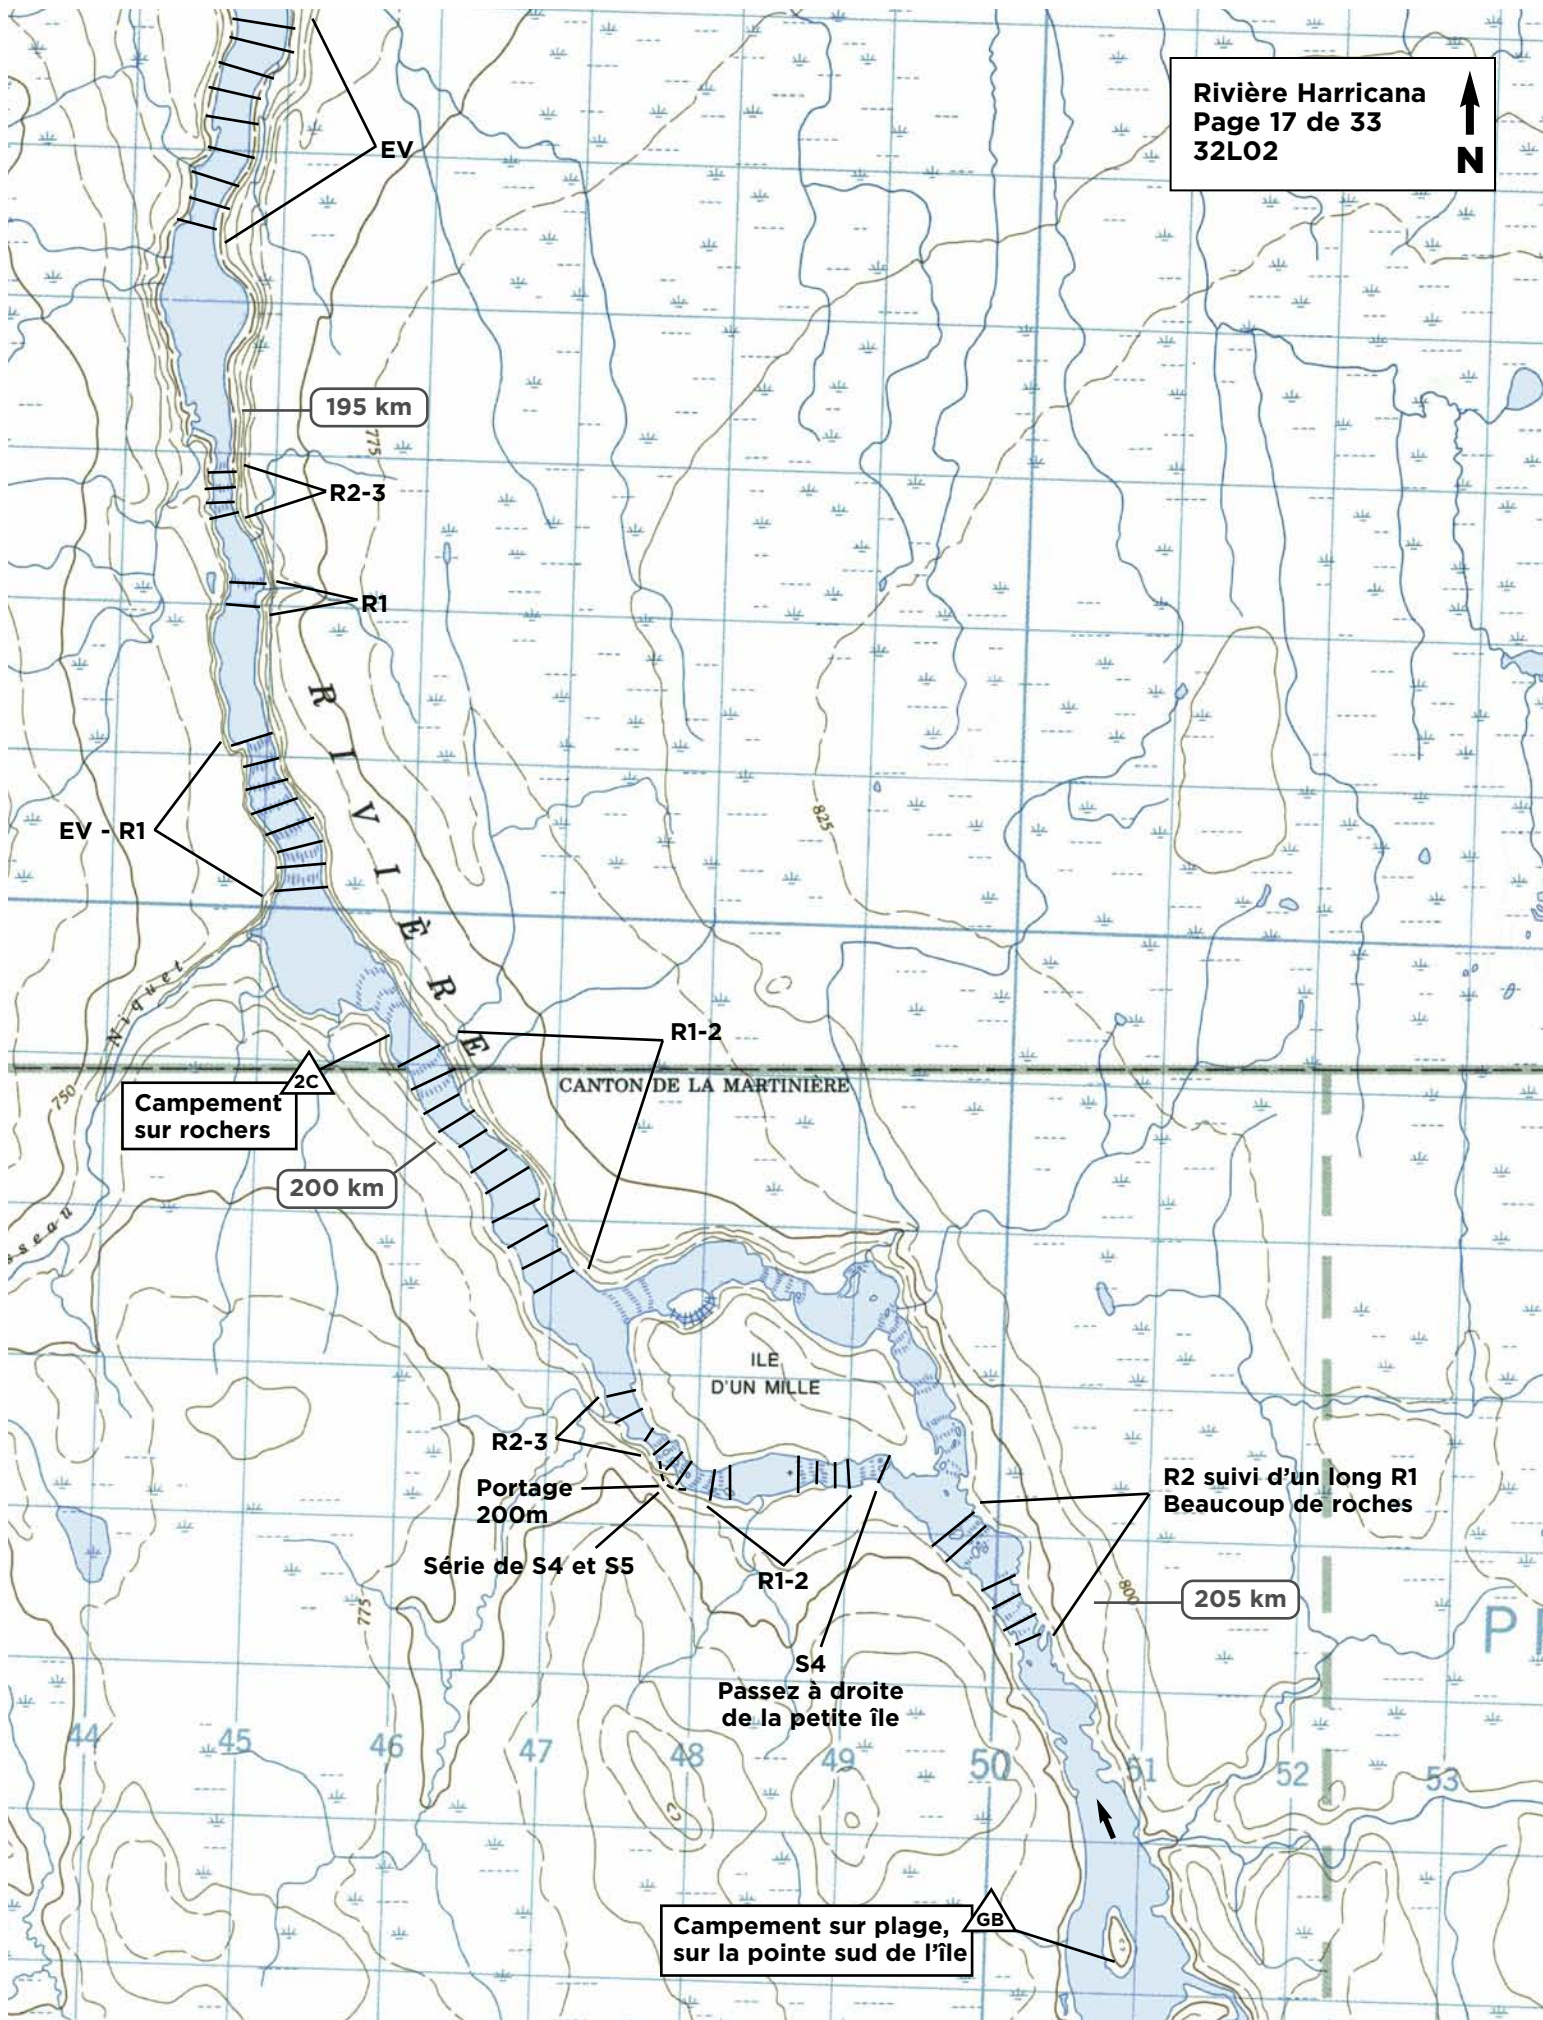 Rivière Harricana
Page 17 de 33
32L02
N
EV
195 km
775
R2-3
R1
RIVIÈRE
825
EV - R1
Niquet
R1-2
750
2C
CANTON DE LA MARTINIÈRE
Campement
sur rochers
200 km
sseau
ILE
D'UN MILLE
R2-3
Portage
200m
R2 suivi d'un long R1
Beaucoup de roches
Série de S4 et S5
R1-2
775
800
205 km
S4
Passez à droite
de la petite île
44
45
46
47
48
49
50
51
52
53
GB
Campement sur plage,
sur la pointe sud de l'île